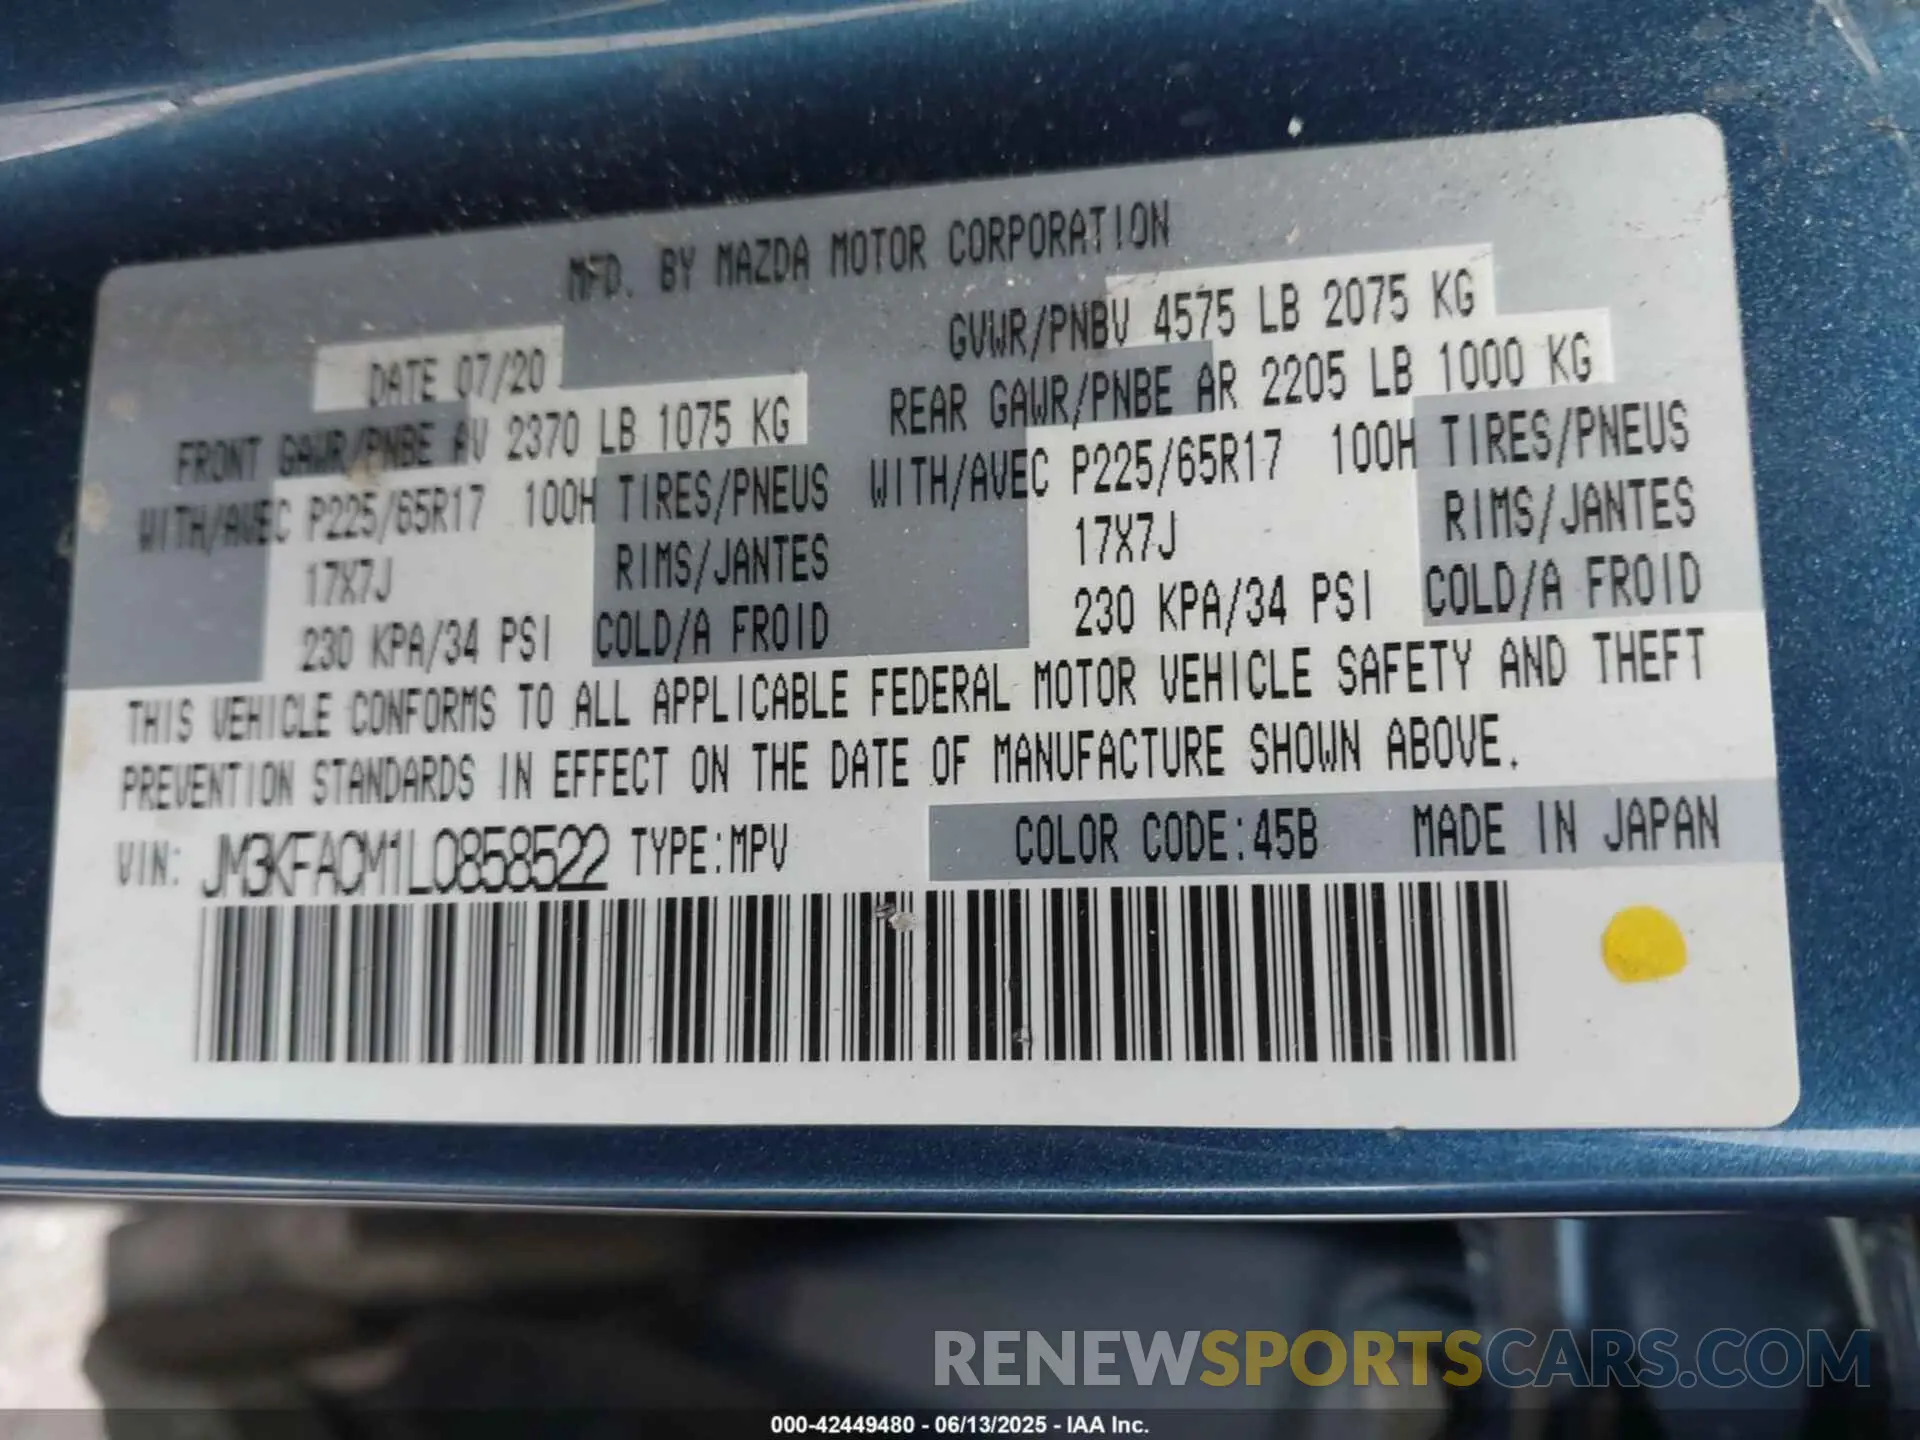 MFD. BY MAZDA MOTOR CORPORATION
DATE 07/20
GVWR/PNBV 4575 LB 2075 KG
FRONT GAWR/PNBE AV 2370 LB 1075 KG
REAR GAWR/PNBE AR 2205 LB 1000 KG
WITH/AVEC P225/65R17 100H TIRES/PNEUS
WITH/AVEC P225/65R17 100H TIRES/PNEUS
17X7J RIMS/JANTES
17X7J RIMS/JANTES
230 KPA/34 PSI COLD/A FROID
230 KPA/34 PSI COLD/A FROID
THIS VEHICLE CONFORMS TO ALL APPLICABLE FEDERAL MOTOR VEHICLE SAFETY AND THEFT
PREVENTION STANDARDS IN EFFECT ON THE DATE OF MANUFACTURE SHOWN ABOVE.
VIN: JM3KFACM1L0858522 TYPE:MPV COLOR CODE:45B MADE IN JAPAN
RENEWSPORTSCARS.COM
000-42449480 - 06/13/2025 - IAA Inc.